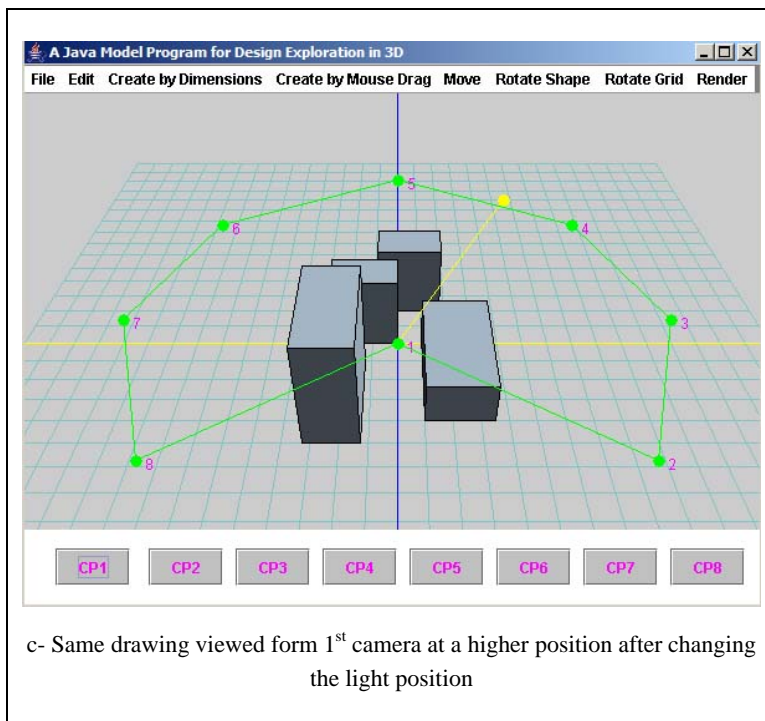 A Java Model Program for Design Exploration in 3D
File Edit Create by Dimensions Create by Mouse Drag Move Rotate Shape Rotate Grid Render
5
6
4
7
3
1
8
2
CP1 CP2 CP3 CP4 CP5 CP6 CP7 CP8
c- Same drawing viewed form 1st camera at a higher position after changing
the light position